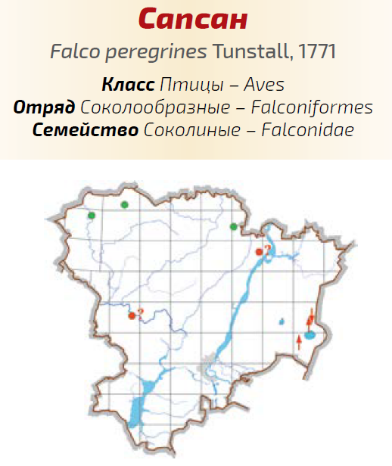 Сапсан
Falco peregrines Tunstall, 1771
Класс Птицы – Aves
Отряд Соколообразные – Falconiformes
Семейство Соколиные – Falconidae
?
?
?